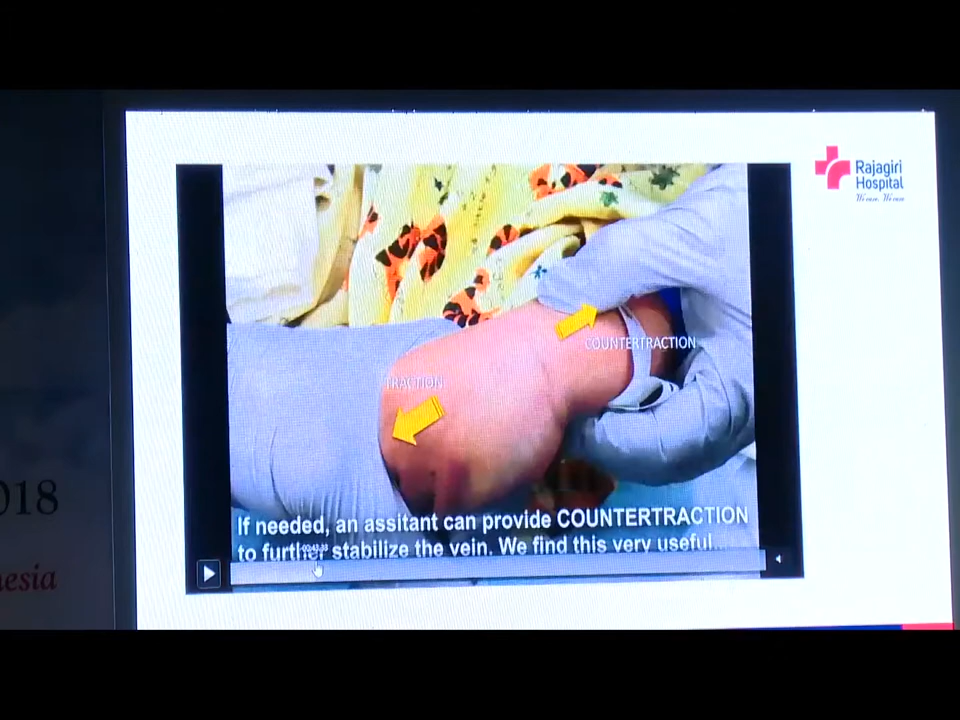 Rajagiri
Hospital
COUNTERTRACTION
TRACTION
018
nesia
If needed, an assitant can provide COUNTERTRACTION
to further stabilize the vein. We find this very useful